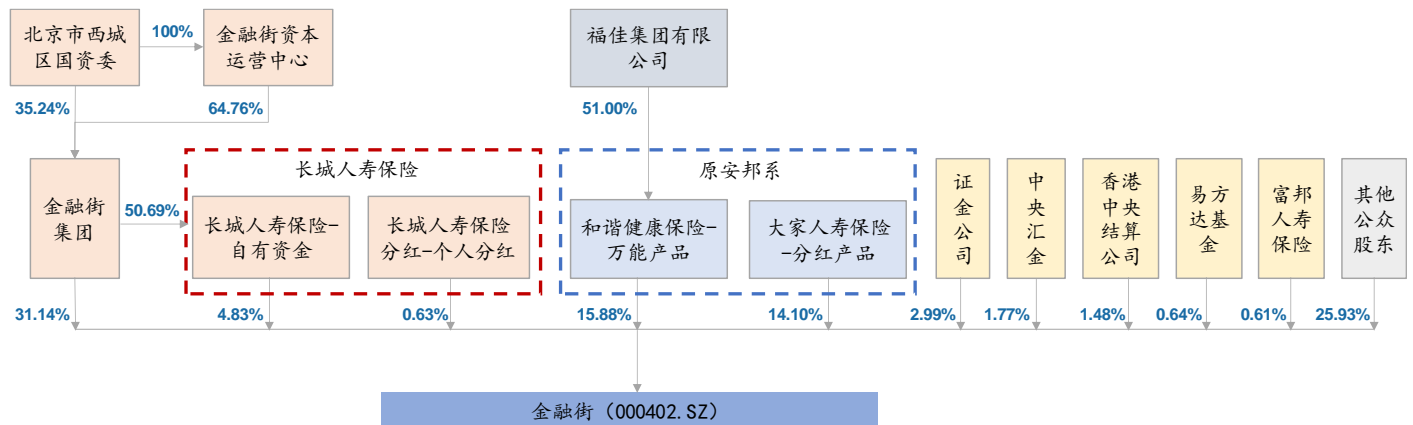 北京市西城
区国资委
100%
金融街资本
运营中心
福佳集团有限
公司
35.24%
64.76%
51.00%
长城人寿保险
原安邦系
金融街
集团
50.69%
长城人寿保险–
自有资金
长城人寿保险
分红–个人分红
和谐健康保险–
万能产品
大家人寿保险
–分红产品
证
金
公
司
中
央
汇
金
香港
中央
结算
公司
易方
达基
金
富邦
人寿
保险
其他
公众
股东
31.14%
4.83%
0.63%
15.88%
14.10%
2.99%
1.77%
1.48%
0.64%
0.61%
25.93%
金融街（000402.SZ）